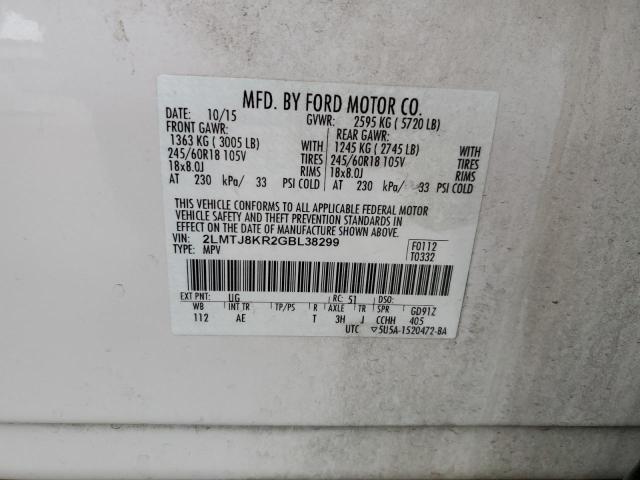 MFD. BY FORD MOTOR CO.
DATE: 10/15 GVWR: 2595 KG ( 5720 LB)
FRONT GAWR: REAR GAWR:
1363 KG ( 3005 LB) 1245 KG ( 2745 LB)
245/60R18 105V TIRES 245/60R18 105V TIRES
18x8.0J RIMS 18x8.0J RIMS
AT 230 kPa/ 33 PSI COLD AT 230 kPa/ 33 PSI COLD
THIS VEHICLE CONFORMS TO ALL APPLICABLE FEDERAL MOTOR
VEHICLE SAFETY AND THEFT PREVENTION STANDARDS IN
EFFECT ON THE DATE OF MANUFACTURE SHOWN ABOVE.
VIN: 2LMTJ8KR2GBL38299 F0112
TYPE: MPV T0332
EXT PNT: UG RC: 51 DSO:
WB INT TR TP/PS R AXLE TR SPR GD91Z
112 AE T 3H J CCHH 405
UTC ▽5U5A-1520472-BA